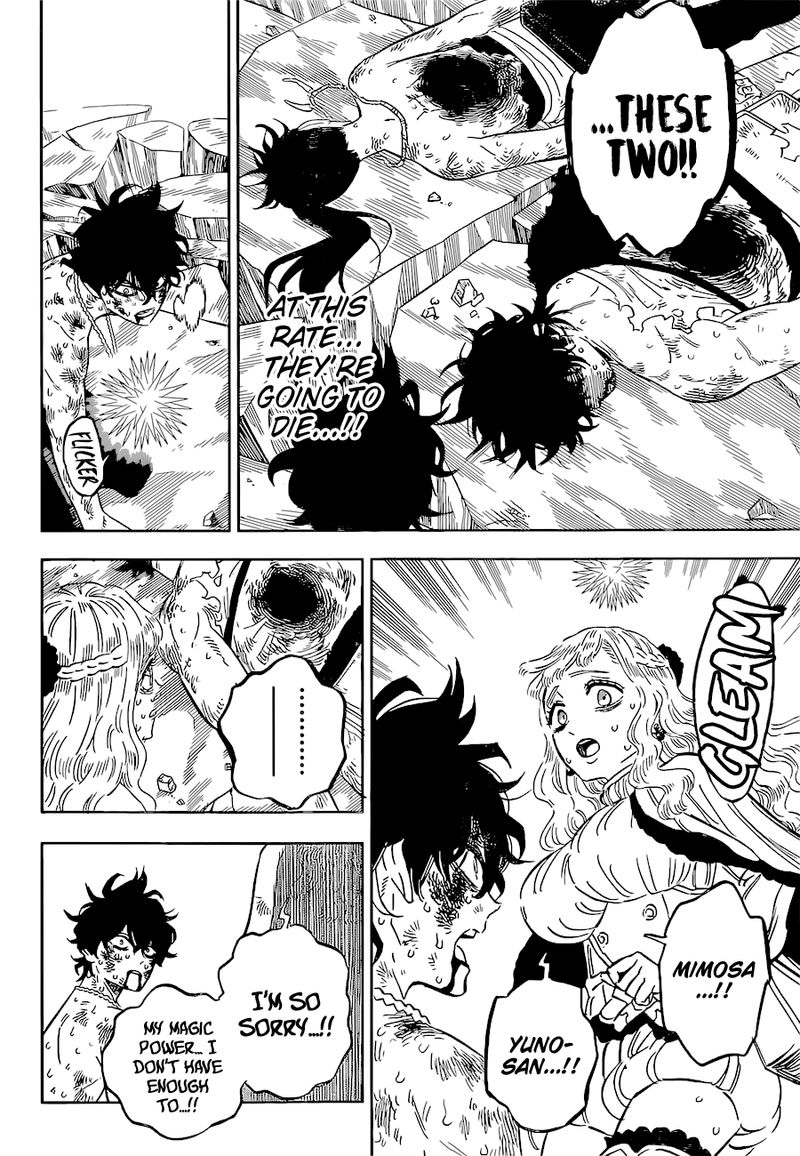 ...THESE
TWO!!
AT THIS
RATE...
THEY'RE
GOING TO
DIE...!!
FLICKER
GLEAM
MIMOSA
...!!
YUNO-
SAN...!!
I'M SO
SORRY...!!
MY MAGIC
POWER... I
DON'T HAVE
ENOUGH
TO...!!